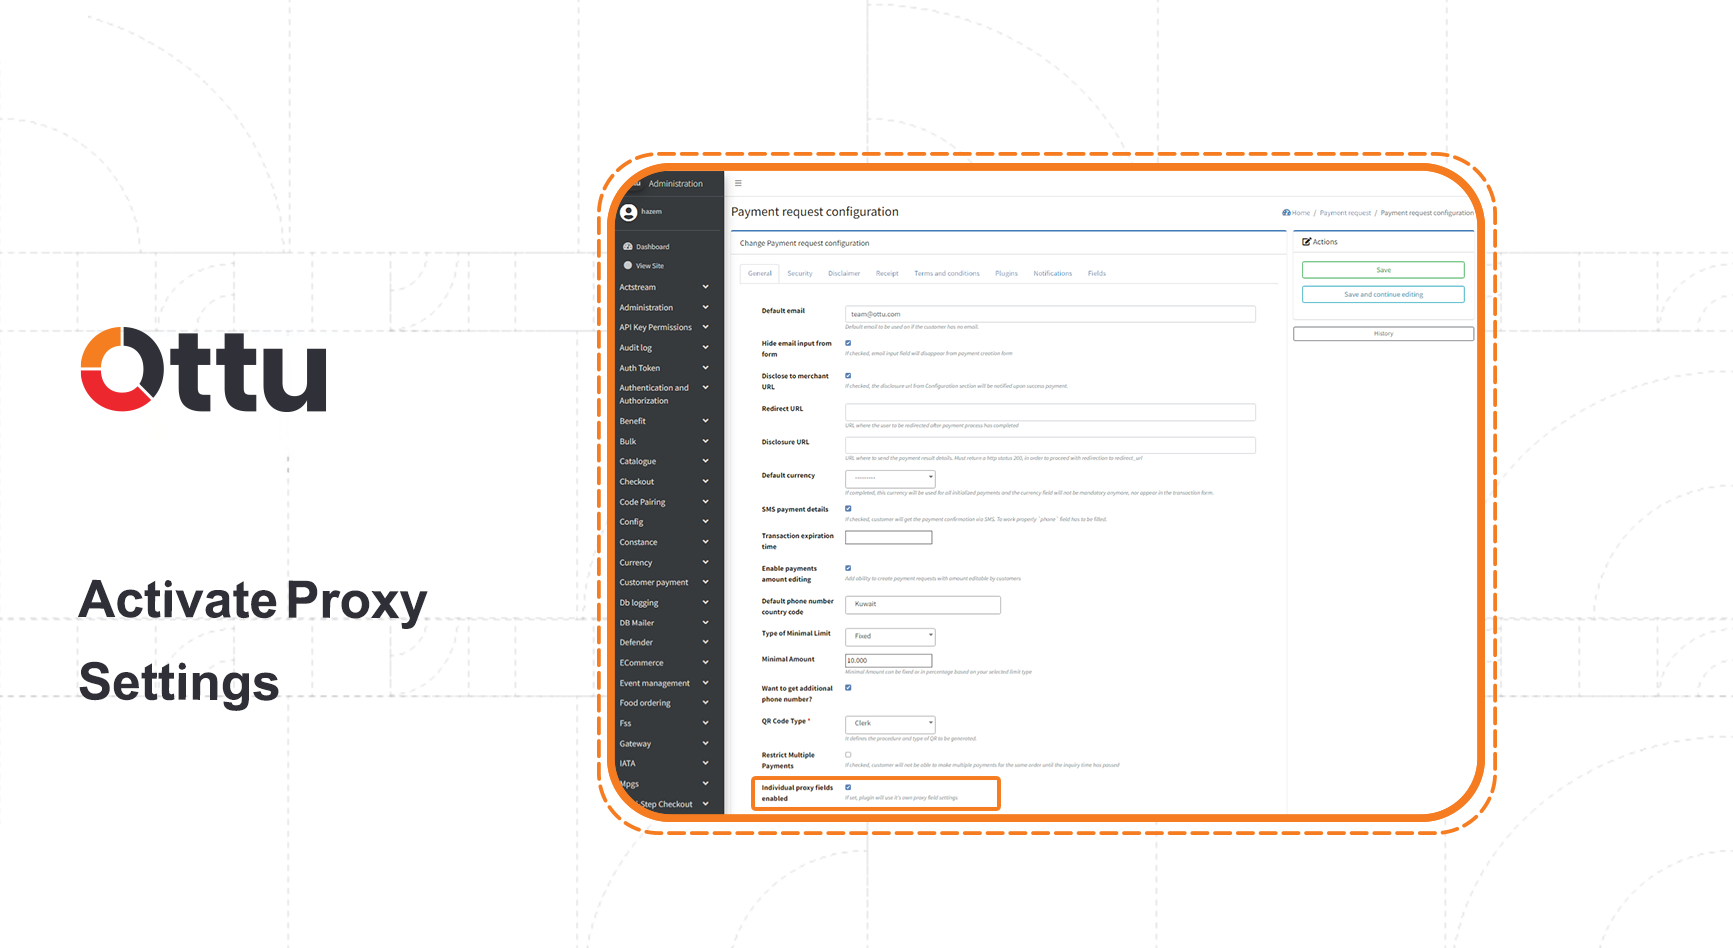 Ottu
Activate Proxy
Settings
Administration
hazem
Dashboard
View Site
Actstream
Administration
API Key Permissions
Audit log
Auth Token
Authentication and
Authorization
Benefit
Bulk
Catalogue
Checkout
Code Pairing
Config
Constance
Currency
Customer payment
Db logging
DB Mailer
Defender
ECommerce
Event management
Food ordering
Fss
Gateway
IATA
Mpgs
-Step Checkout
Payment request configuration
Home / Payment request / Payment request configuration
Change Payment request configuration
General Security Disclaimer Receipt Terms and conditions Plugins Notifications Fields
Default email
team@ottu.com
Default email to be used on if the customer has no email.
Hide email input from
form
If checked, email input field will disappear from payment creation form
Disclose to merchant
URL
If checked, the disclosure url from Configuration section will be notified upon success payment.
Redirect URL
URL where the user to be redirected after payment process has completed
Disclosure URL
URL where to send the payment result details. Must return a http status 200, in order to proceed with redirection to redirect_url
Default currency
---------
If completed, this currency will be used for all initialized payments and the currency field will not be mandatory anymore, nor appear in the transaction form.
SMS payment details
If checked, customer will get the payment confirmation via SMS. To work properly `phone` field has to be filled.
Transaction expiration
time
Enable payments
amount editing
Add ability to create payment requests with amount editable by customers
Default phone number
country code
Kuwait
Type of Minimal Limit
Fixed
Minimal Amount
10.000
Minimal Amount can be fixed or in percentage based on your selected limit type
Want to get additional
phone number?
QR Code Type *
Clerk
It defines the procedure and type of QR to be generated.
Restrict Multiple
Payments
If checked, customer will not be able to make multiple payments for the same order until the inquiry time has passed
Individual proxy fields
enabled
If set, plugin will use it's own proxy field settings.
Actions
Save
Save and continue editing
History